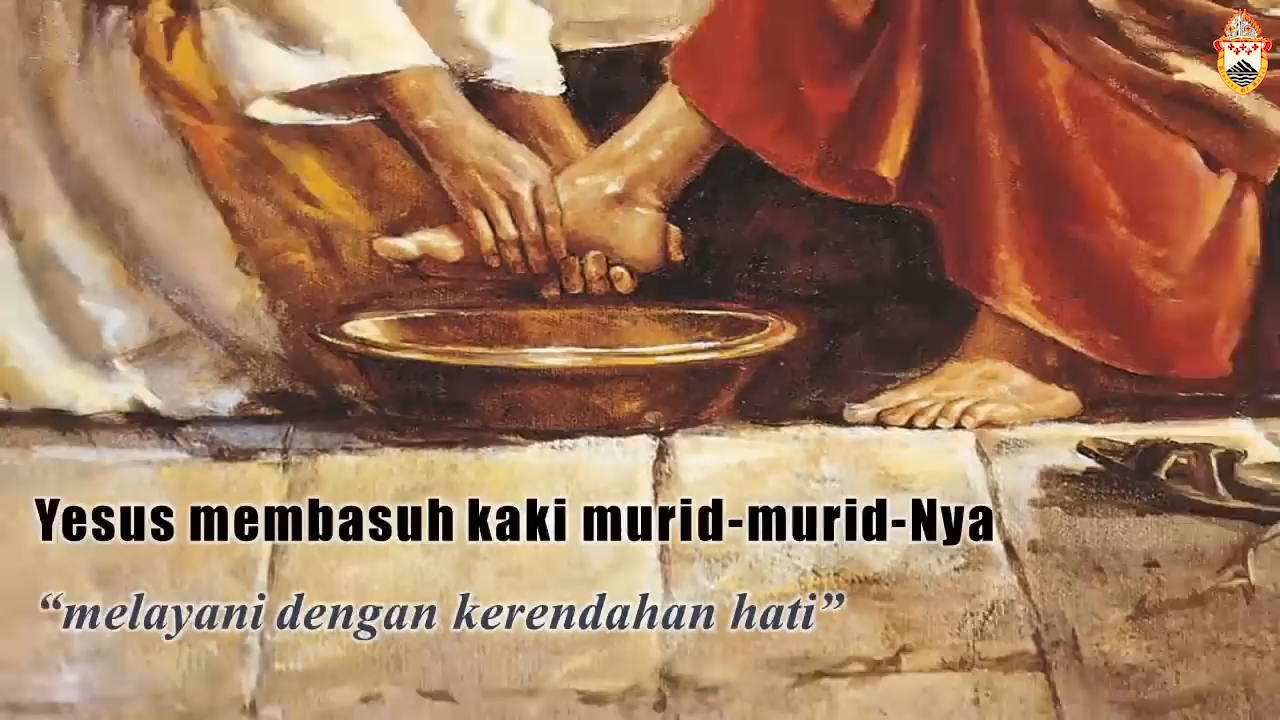 Yesus membasuh kaki murid-murid-Nya
“melayani dengan kerendahan hati”